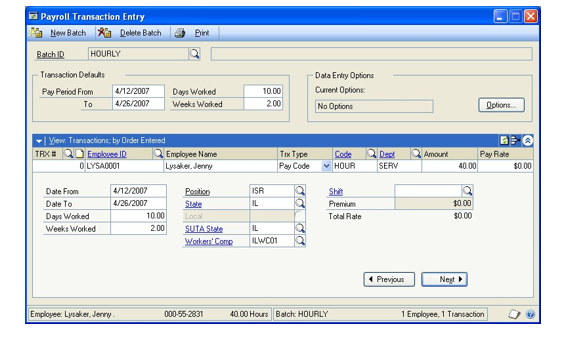 Payroll Transaction Entry
New Batch Delete Batch Print
Batch ID HOURLY
Transaction Defaults
Pay Period From 4/12/2007 Days Worked 10.00
To 4/26/2007 Weeks Worked 2.00
Data Entry Options
Current Options:
No Options Options...
View: Transactions; by Order Entered
TRX # Employee ID Employee Name Trx Type Code Dept Amount Pay Rate
0 LYSA0001 Lysaker, Jenny Pay Code HOUR SERV 40.00 $0.00
Date From 4/12/2007 Position ISR Shift
Date To 4/26/2007 State IL Premium $0.00
Days Worked 10.00 Local Total Rate $0.00
Weeks Worked 2.00 SUTA State IL
Workers' Comp ILWC01
Previous Next
Employee: Lysaker, Jenny . 000-55-2831 40.00 Hours Batch: HOURLY 1 Employee, 1 Transaction